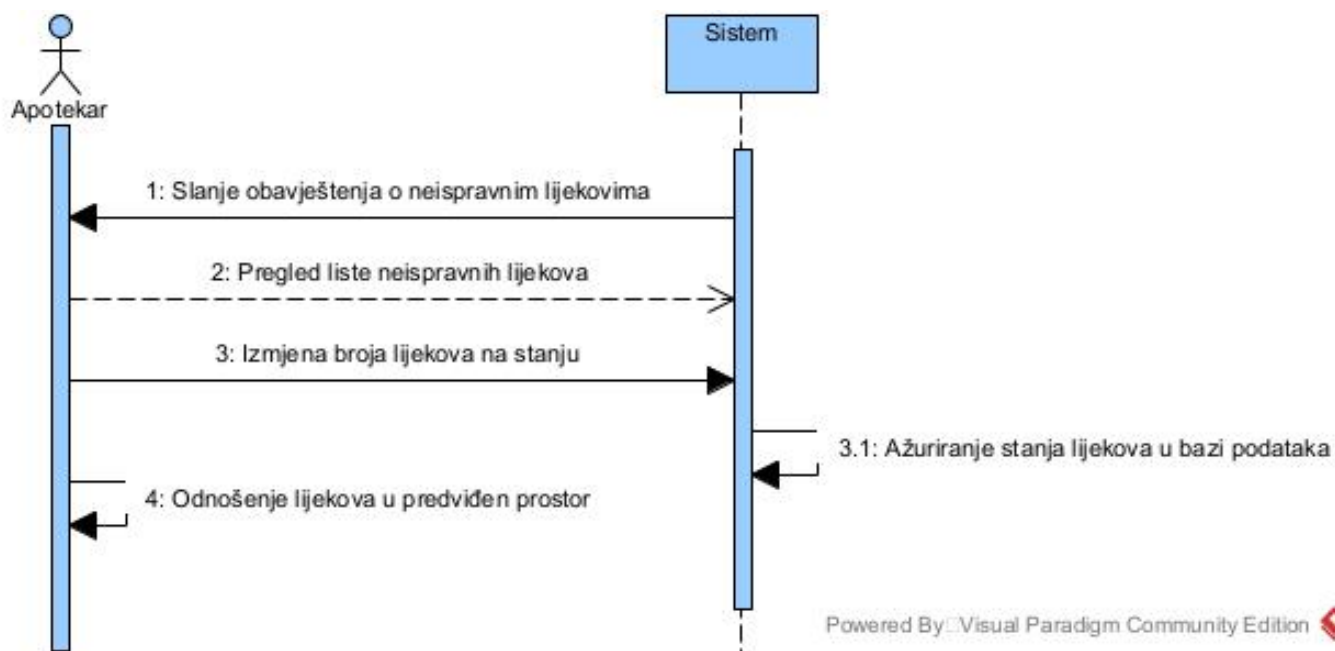 Sistem
Apotekar
1: Slanje obavještenja o neispravnim lijekovima
2: Pregled liste neispravnih lijekova
3: Izmjena broja lijekova na stanju
3.1: Ažuriranje stanja lijekova u bazi podataka
4: Odnošenje lijekova u predviđen prostor
Powered By Visual Paradigm Community Edition